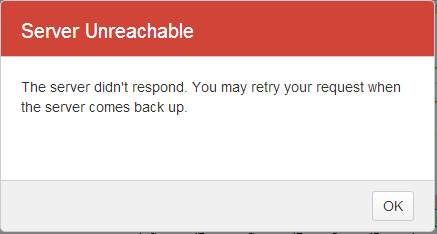 Server Unreachable
The server didn't respond. You may retry your request when
the server comes back up.
OK